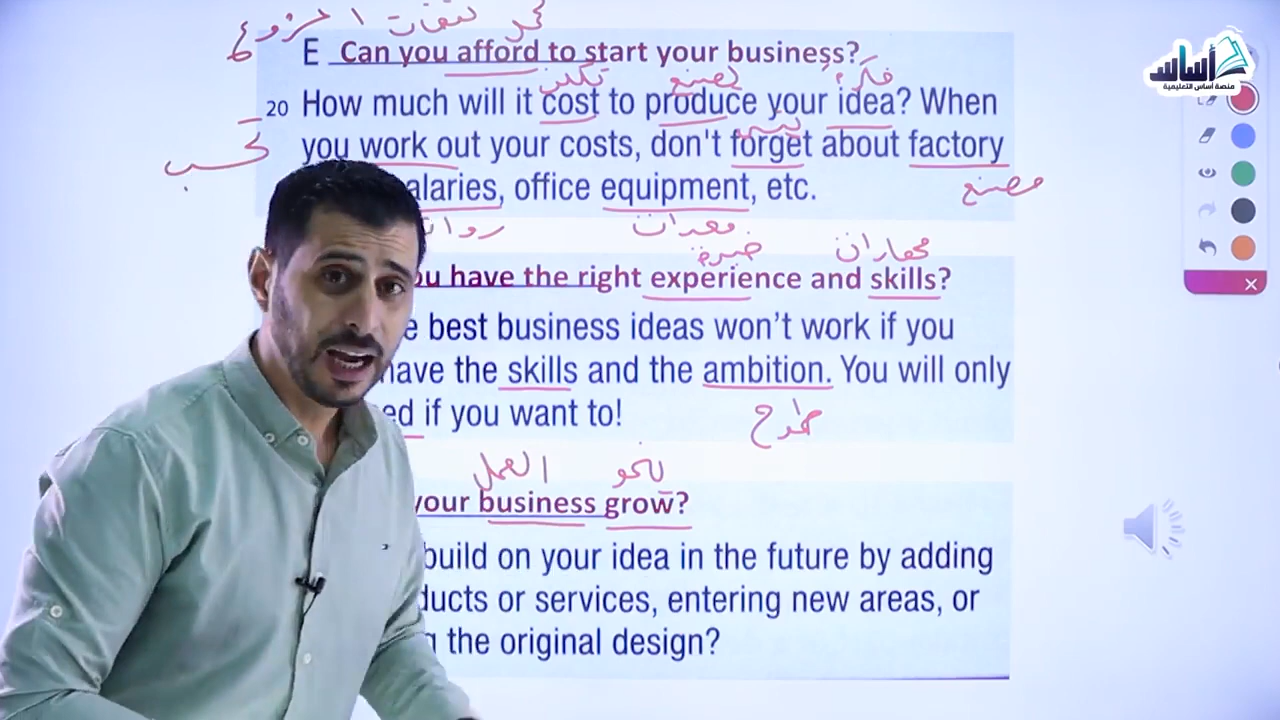 أساس
منصة أساس التعليمية
نفقات
E Can you afford to start your business?
تكلف تصنع فكرة
20 How much will it cost to produce your idea? When
you work out your costs, don't forget about factory
مصنع
alaries, office equipment, etc.
معدات
خبرة مهارات
ou have the right experience and skills?
e best business ideas won't work if you
have the skills and the ambition. You will only
ed if you want to!
طموح
العمل ينمو
your business grow?
build on your idea in the future by adding
ducts or services, entering new areas, or
g the original design?